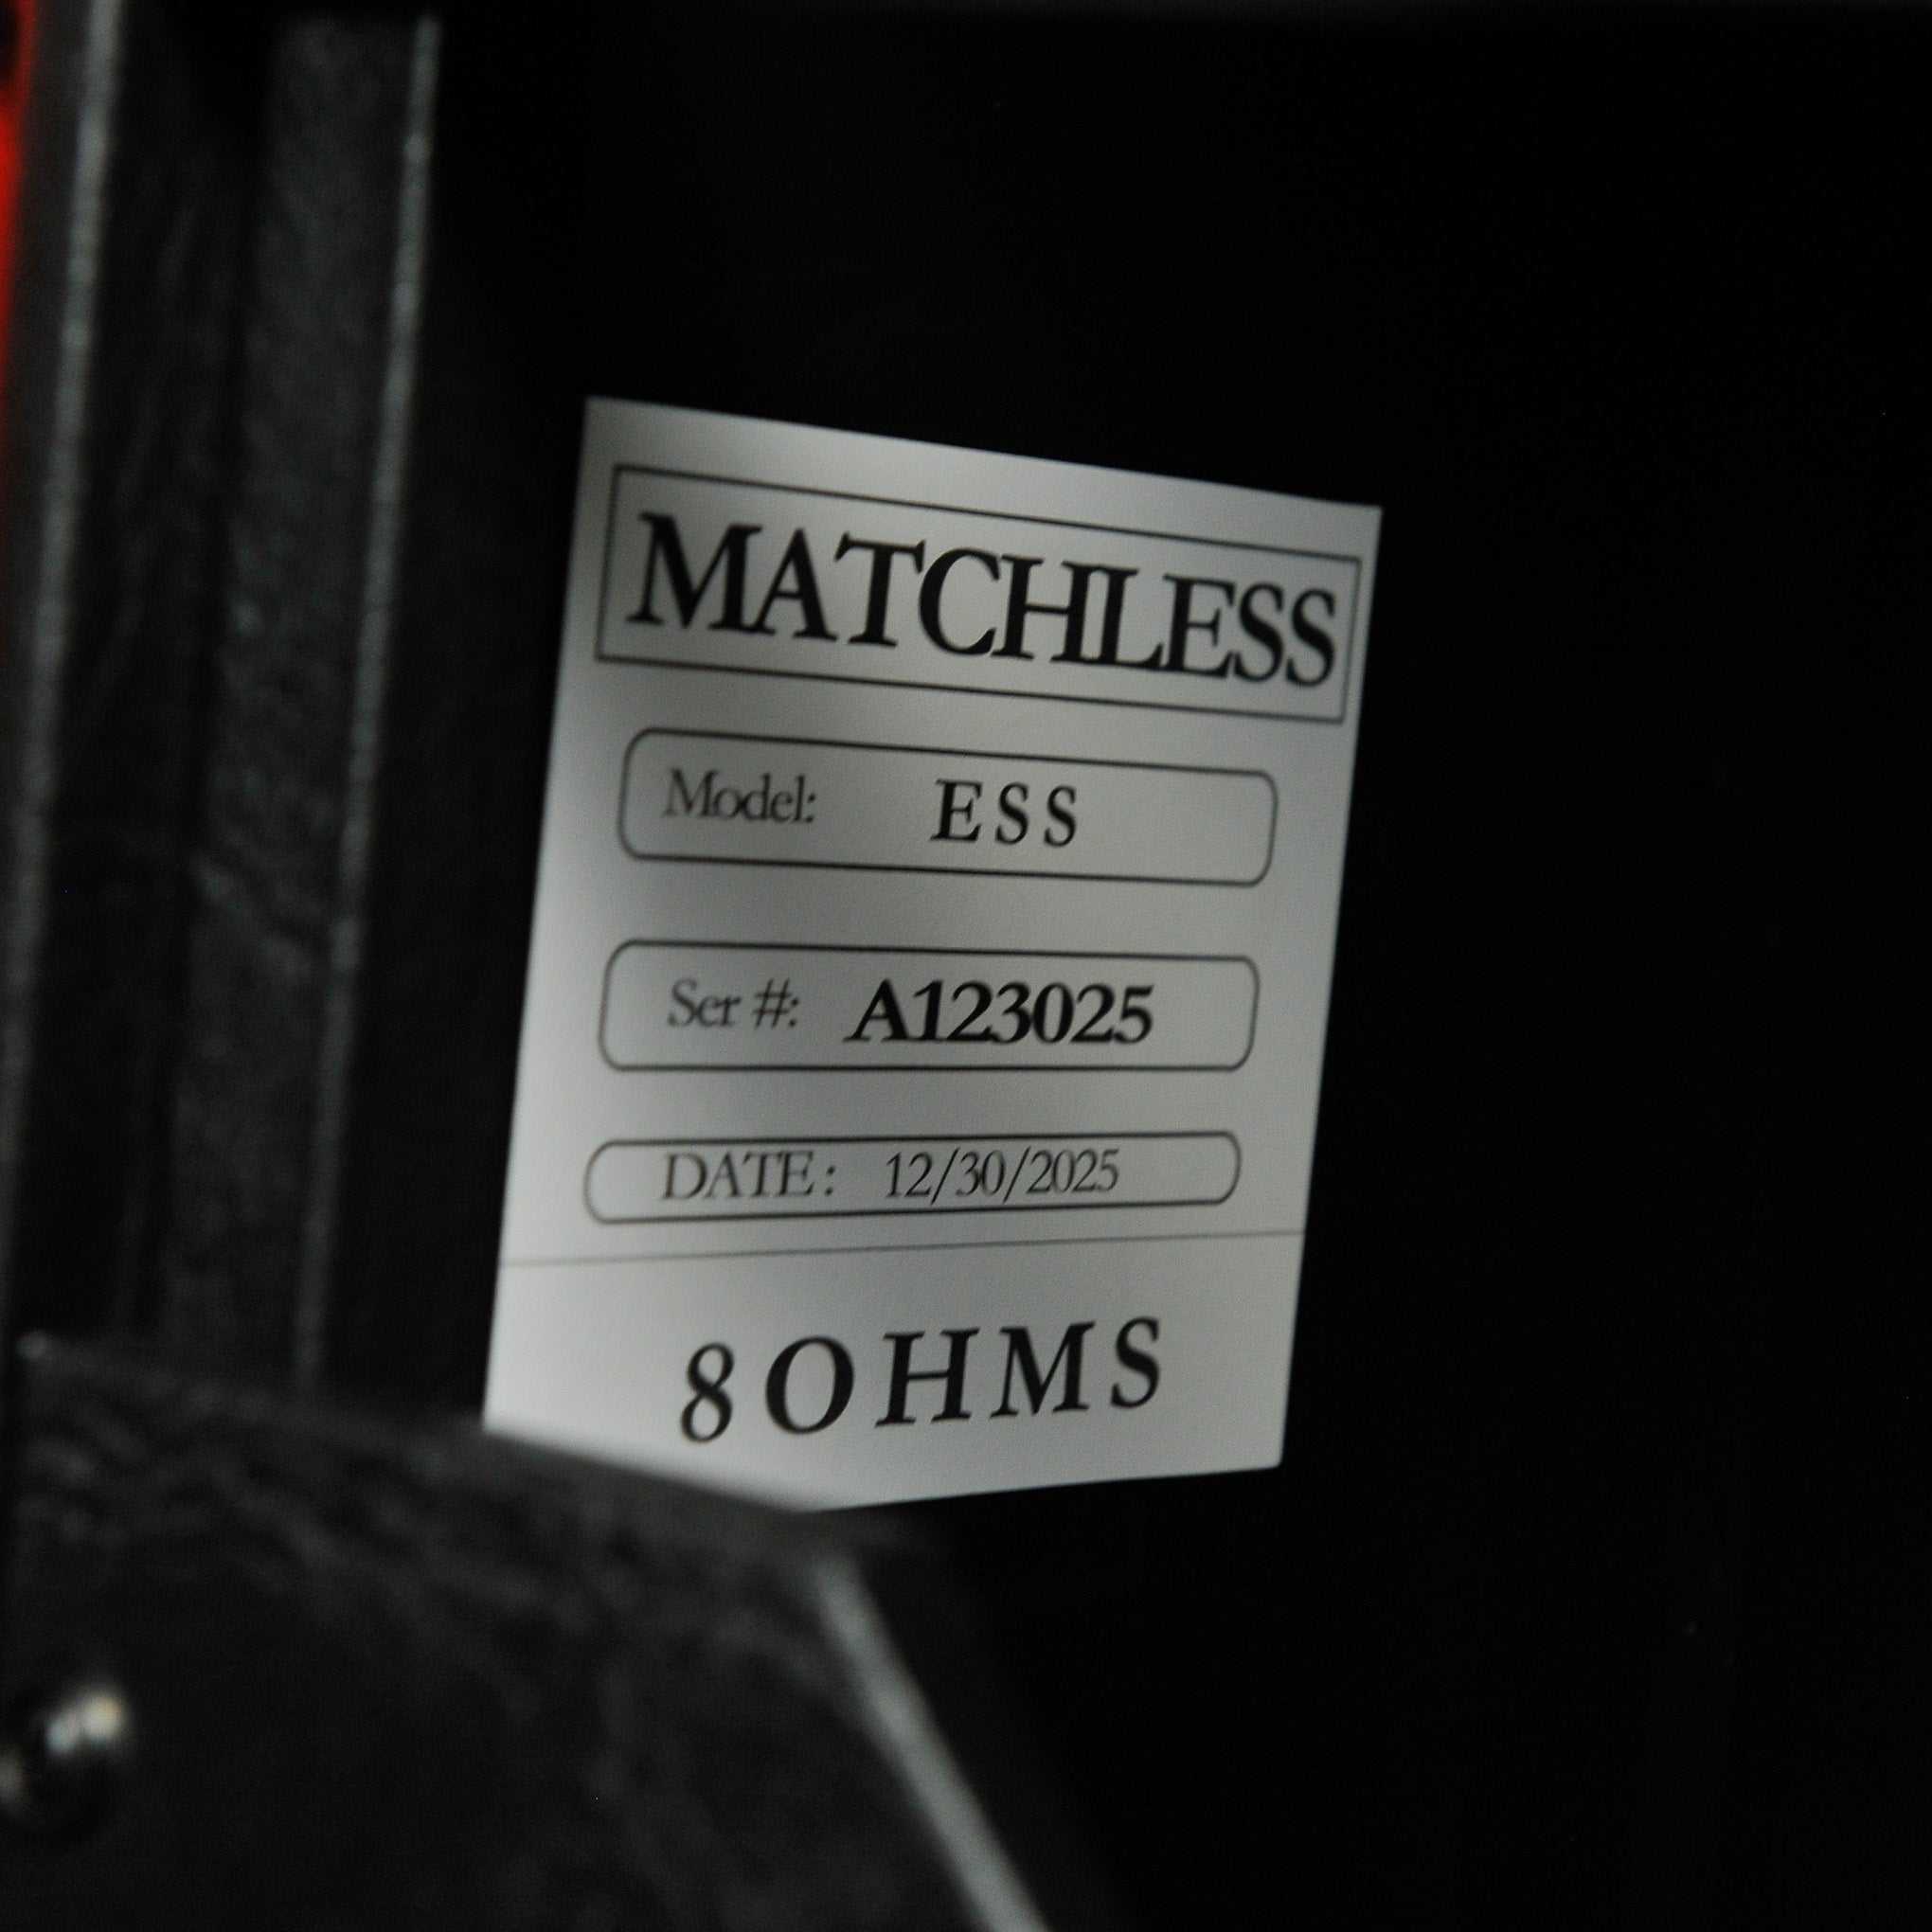 MATCHLESS
Model: ESS
Ser #: A123025
DATE: 12/30/2025
8 OHMS